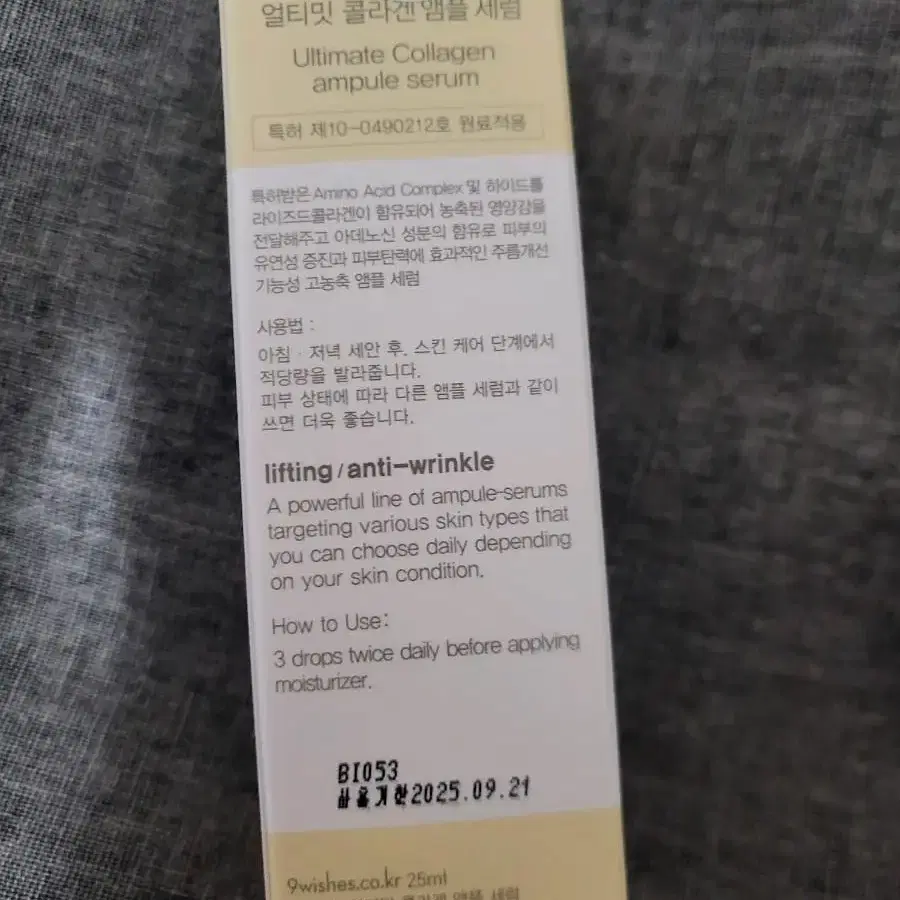 얼티밋 콜라겐 앰플 세럼
Ultimate Collagen
ampule serum
특허 제10-0490212호 원료적용
특허받은 Amino Acid Complex 및 하이드롤
라이즈드콜라겐이 함유되어 농축된 영양감을
전달해주고 아데노신 성분의 함유로 피부의
유연성 증진과 피부탄력에 효과적인 주름개선
기능성 고농축 앰플 세럼
사용법 :
아침 · 저녁 세안 후, 스킨 케어 단계에서
적당량을 발라줍니다.
피부 상태에 따라 다른 앰플 세럼과 같이
쓰면 더욱 좋습니다.
lifting / anti-wrinkle
A powerful line of ampule-serums
targeting various skin types that
you can choose daily depending
on your skin condition.
How to Use:
3 drops twice daily before applying
moisturizer.
BI053
사용기한2025.09.21
9wishes.co.kr 25ml
콜라겐 앰플 세럼